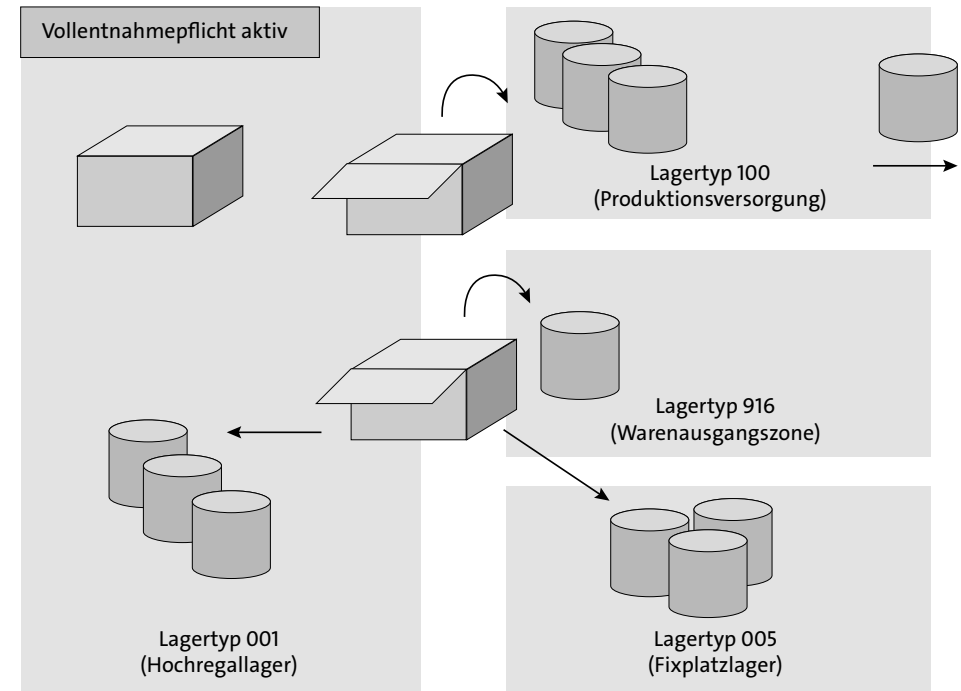 Vollentnahmepflicht aktiv
Lagertyp 100
(Produktionsversorgung)
Lagertyp 916
(Warenausgangszone)
Lagertyp 001
(Hochregallager)
Lagertyp 005
(Fixplatzlager)